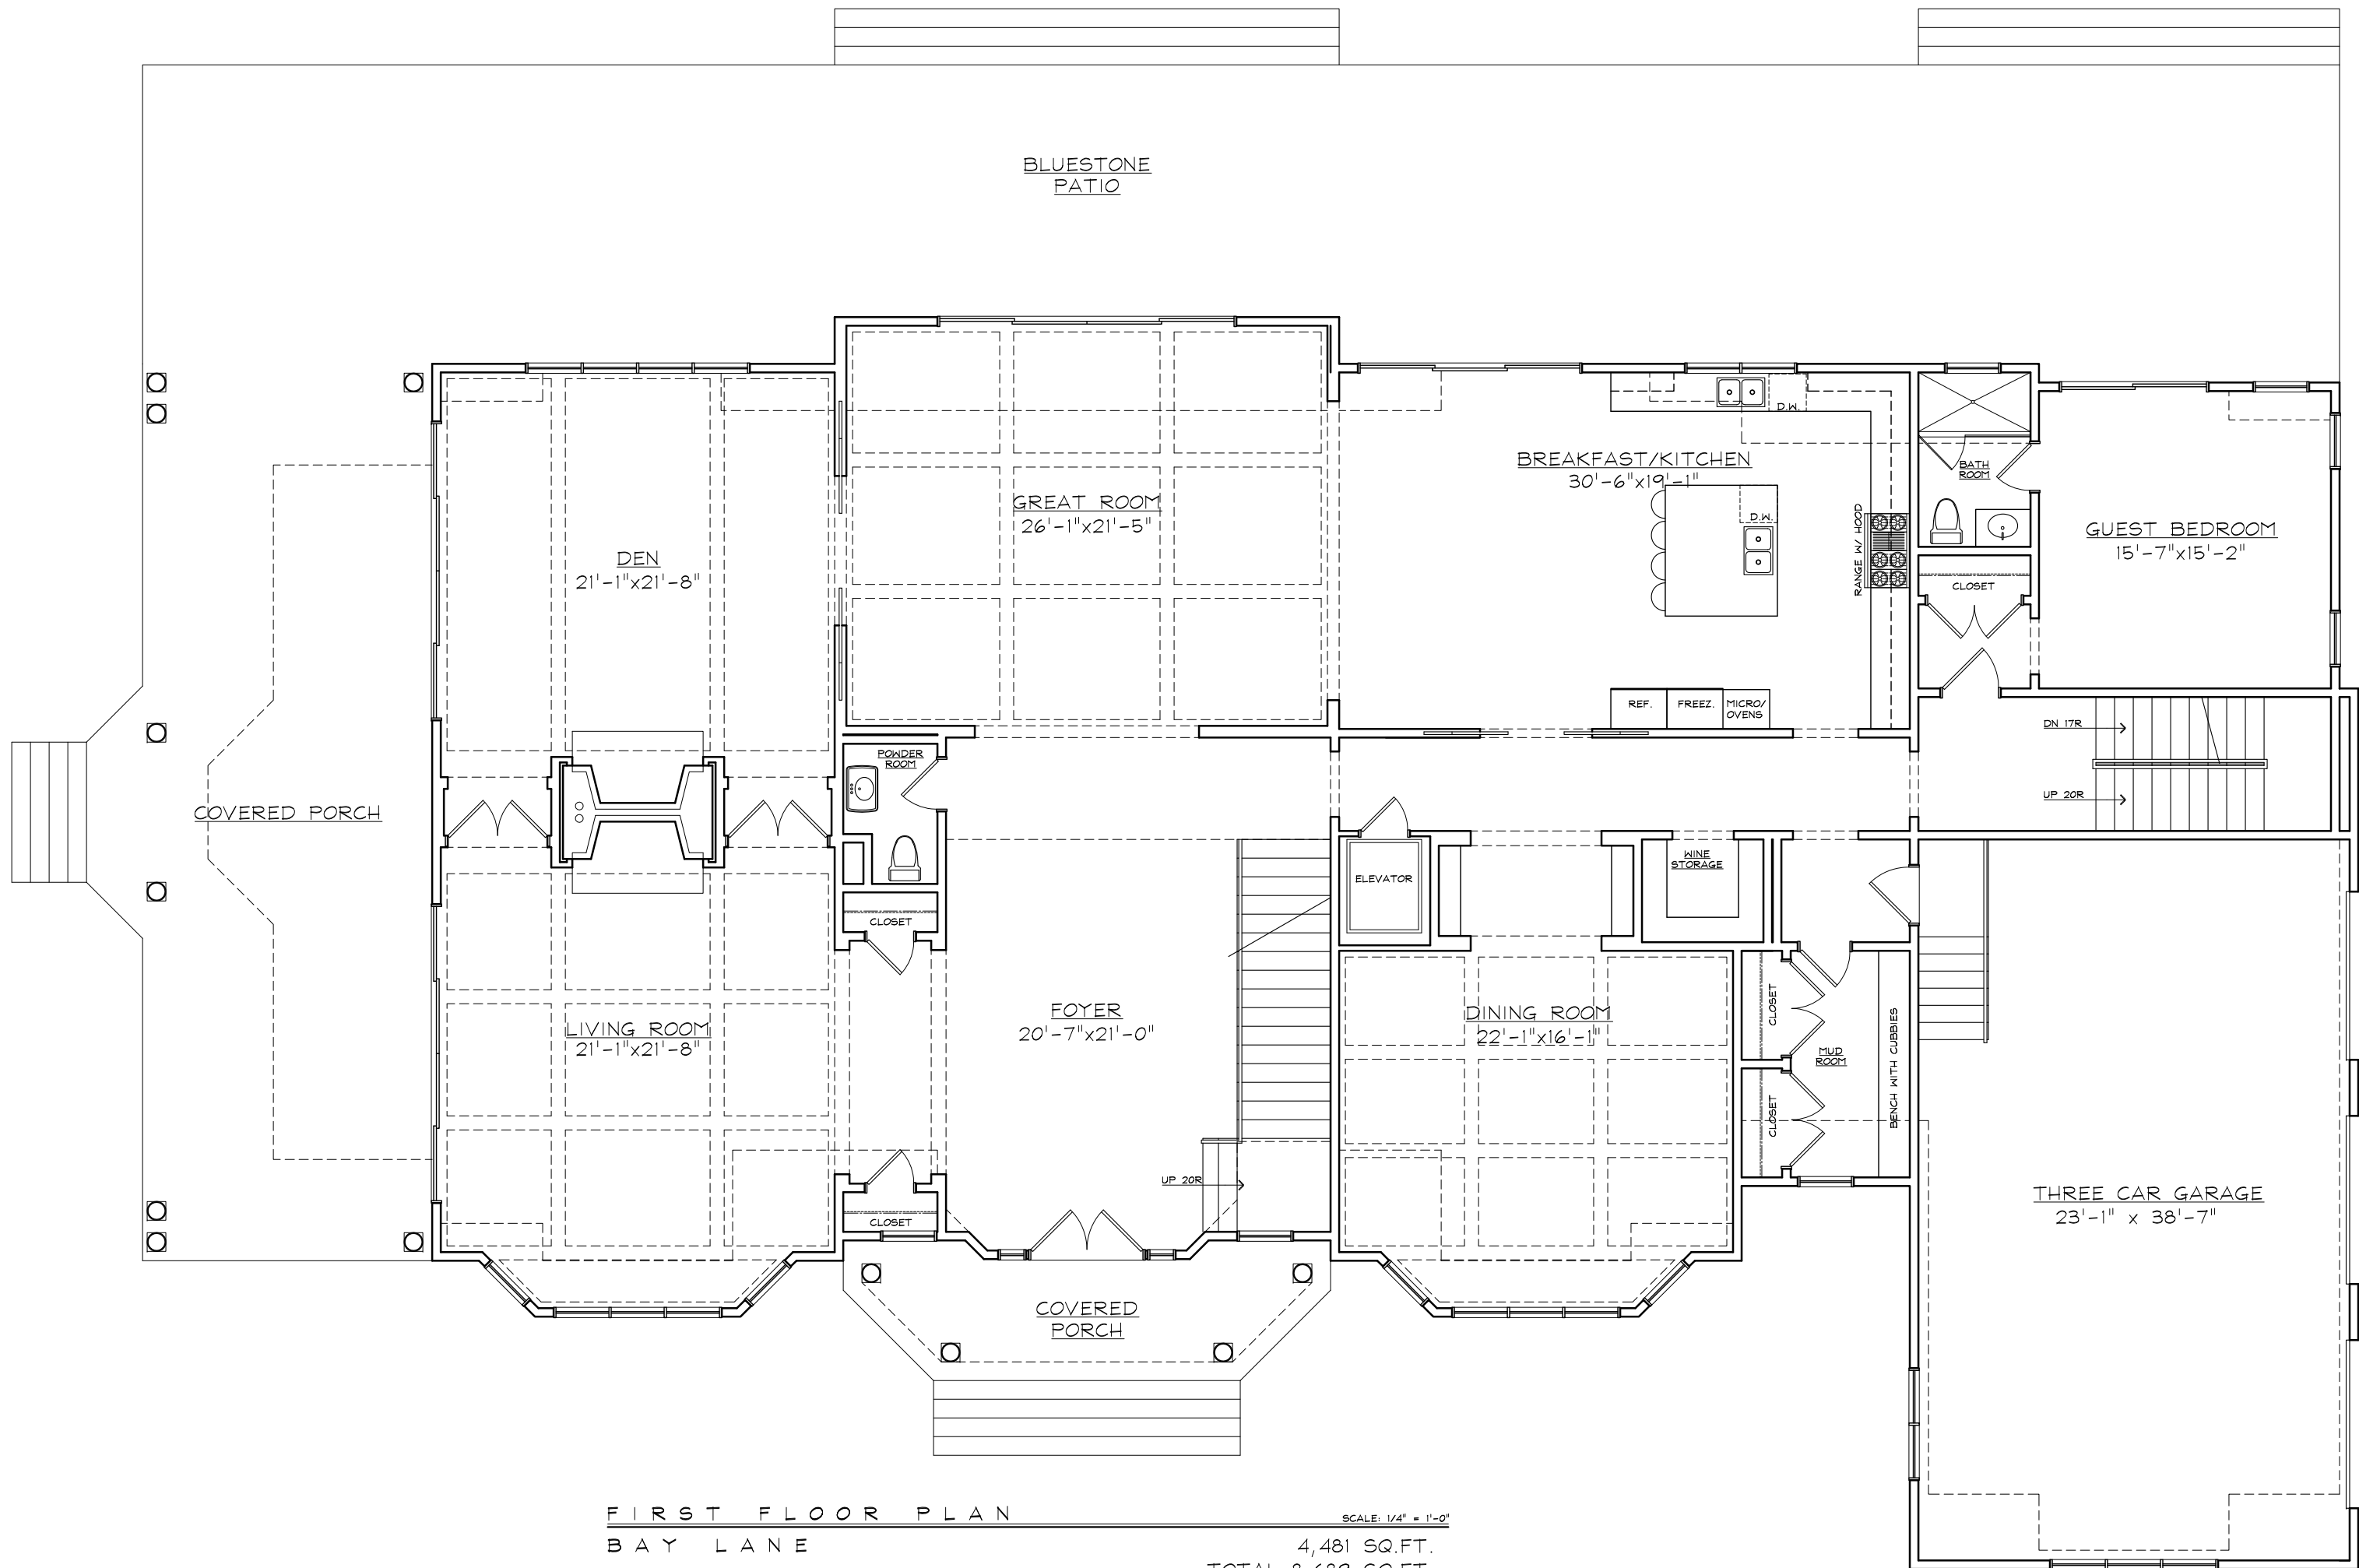 BLUESTONE
PATIO
BREAKFAST/KITCHEN
30'-6"x19'-1"
D.W.
D.W.
RANGE W/ HOOD
BATH
ROOM
GREAT ROOM
26'-1"x21'-5"
GUEST BEDROOM
15'-7"x15'-2"
DEN
21'-1"x21'-8"
CLOSET
REF.
FREEZ.
MICRO/
OVENS
DN 17R
UP 20R
POWDER
ROOM
COVERED PORCH
WINE
STORAGE
ELEVATOR
CLOSET
FOYER
20'-7"x21'-0"
LIVING ROOM
21'-1"x21'-8"
DINING ROOM
22'-1"x16'-1"
CLOSET
MUD
ROOM
BENCH WITH CUBBIES
CLOSET
UP 20R
CLOSET
THREE CAR GARAGE
23'-1" x 38'-7"
COVERED
PORCH
FIRST FLOOR PLAN
SCALE: 1/4" = 1'-0"
BAY LANE
4,481 SQ.FT.
TOTAL 8,689 SQ.FT.